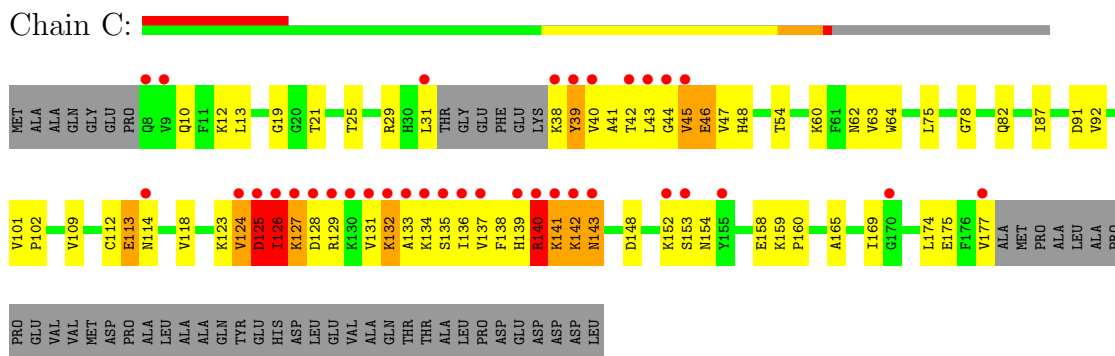 Chain C:
MET ALA ALA GLN GLY GLU PRO Q8 V9 Q10 F11 K12 L13 G19 G20 T21 T25 R29 H30 L31 THR GLY GLU PHE GLU LYS K38 Y39 V40 A41 T42 L43 G44 V45 E46 V47 H48 T54 K60 F61 N62 V63 W64 L75 G78 Q82 I87 D91 V92
V101 P102 V109 C112 E113 N114 V118 K123 V124 D125 I126 K127 D128 R129 K130 V131 K132 A133 K134 S135 I136 V137 F138 H139 R140 K141 K142 N143 D148 K152 S153 N154 Y155 E158 K159 P160 A165 I169 G170 L174 E175 F176 V177 ALA MET PRO ALA LEU ALA PRO
PRO GLU VAL VAL MET ASP PRO ALA LEU ALA ALA GLN TYR GLU HIS ASP LEU GLU VAL ALA GLN THR THR ALA LEU PRO ASP GLU ASP ASP ASP LEU